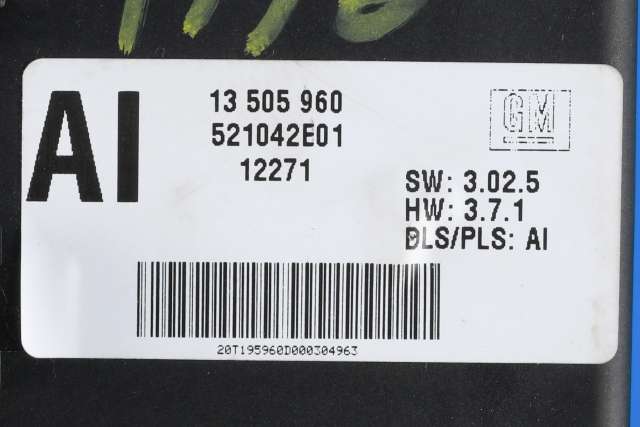 AI
13 505 960
521042E01
12271
GM
SW: 3.02.5
HW: 3.7.1
DLS/PLS: AI
20T195960D000304963